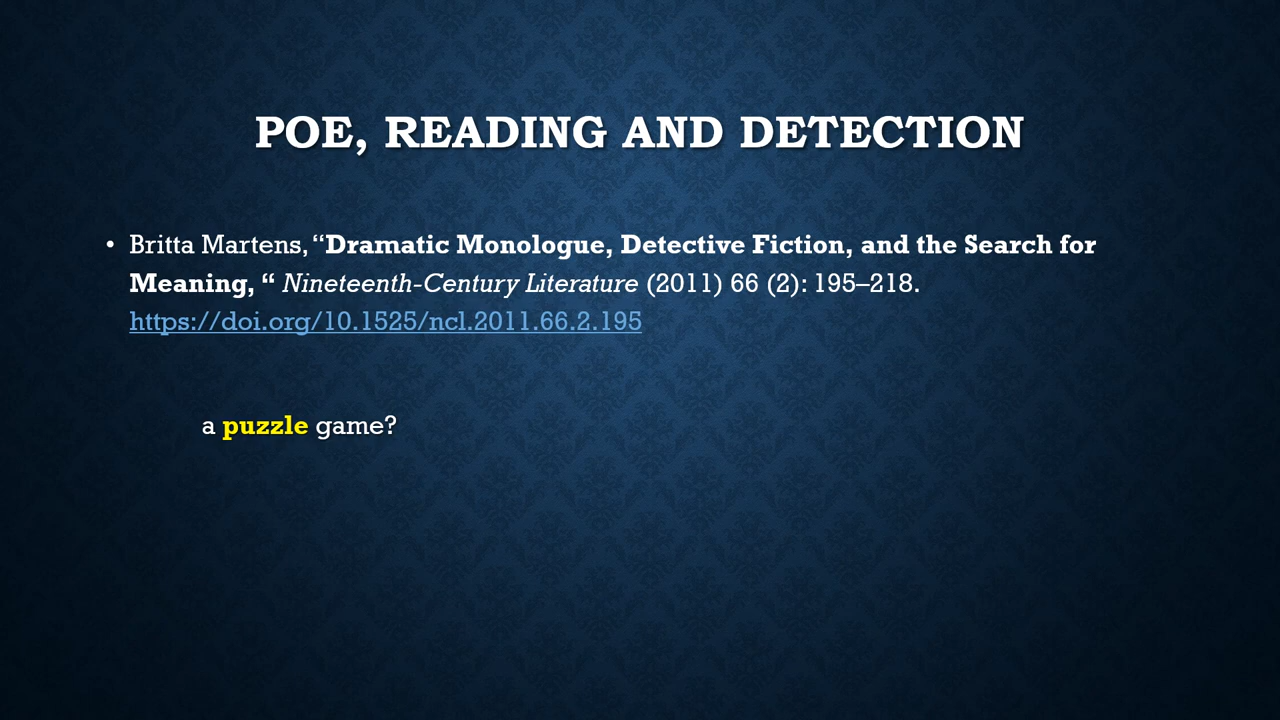 POE, READING AND DETECTION
• Britta Martens, “Dramatic Monologue, Detective Fiction, and the Search for
Meaning, “ Nineteenth-Century Literature (2011) 66 (2): 195–218.
https://doi.org/10.1525/ncl.2011.66.2.195
a puzzle game?